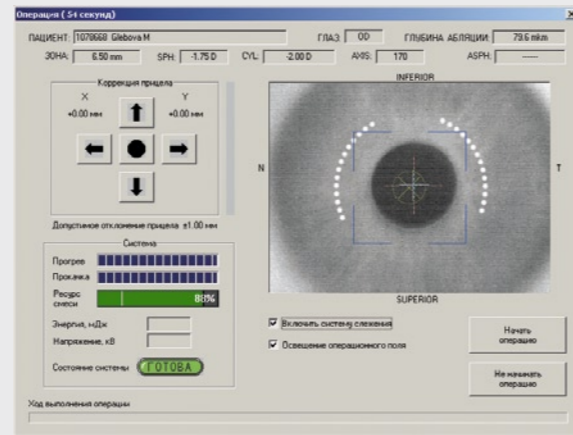 Операция ( 54 секунд)
ПАЦИЕНТ: 1078668 Glebova M ГЛАЗ: OD ГЛУБИНА АБЛЯЦИИ: 79.6 mkm
ЗОНА: 6.50 mm SPH: -1.75 D CYL: -2.00 D AXIS: 170 ASPH: -----
Коррекция прицела
X Y
+0.00 мм +0.00 мм
Допустимое отклонение прицела ±1.00 мм
INFERIOR
N T
SUPERIOR
Система
Прогрев
Прокачка
Ресурс смеси 88%
Энергия, мДж
Напряжение, кВ
Состояние системы ГОТОВА
Включить систему слежения
Освещение операционного поля
Начать операцию
Не начинать операцию
Ход выполнения операции